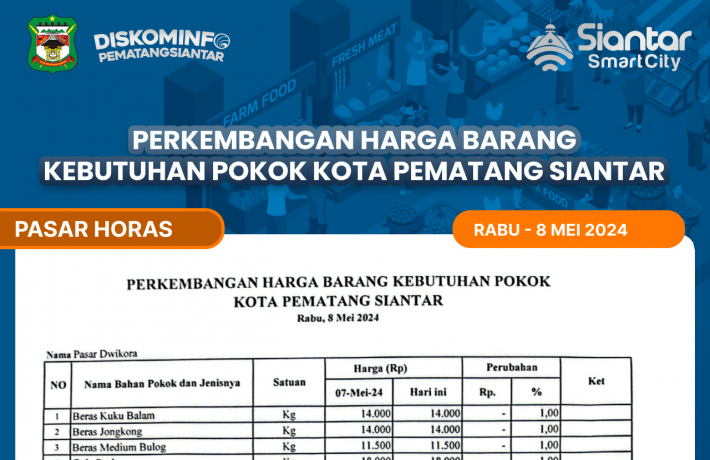 DISKOMINFO
PEMATANGSIANTAR
Siantar
SmartCity
FARM FOOD
FRESH MEAT
FARM FOOD
PERKEMBANGAN HARGA BARANG
KEBUTUHAN POKOK KOTA PEMATANG SIANTAR
PASAR HORAS
RABU - 8 MEI 2024
PERKEMBANGAN HARGA BARANG KEBUTUHAN POKOK
KOTA PEMATANG SIANTAR
Rabu, 8 Mei 2024
Nama Pasar Dwikora
NO Nama Bahan Pokok dan Jenisnya Satuan Harga (Rp) Perubahan Ket
07-Mei-24 Hari ini Rp. %
1 Beras Kuku Balam Kg 14.000 14.000 - 1,00
2 Beras Jongkong Kg 14.000 14.000 - 1,00
3 Beras Medium Bulog Kg 11.500 11.500 - 1,00